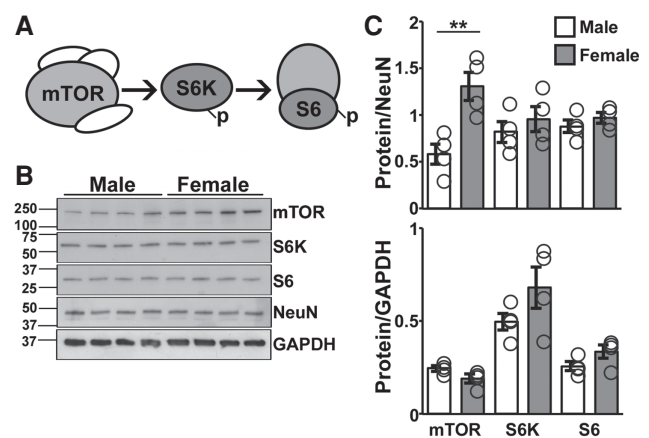 A
mTOR
S6K
p
S6
p
B
Male Female
250
100
mTOR
75
50
S6K
37
25
S6
50
37
NeuN
37
GAPDH
C
Protein/NeuN
2
1.5
1
0.5
0
**
Male
Female
Protein/GAPDH
1
0.5
0
mTOR S6K S6